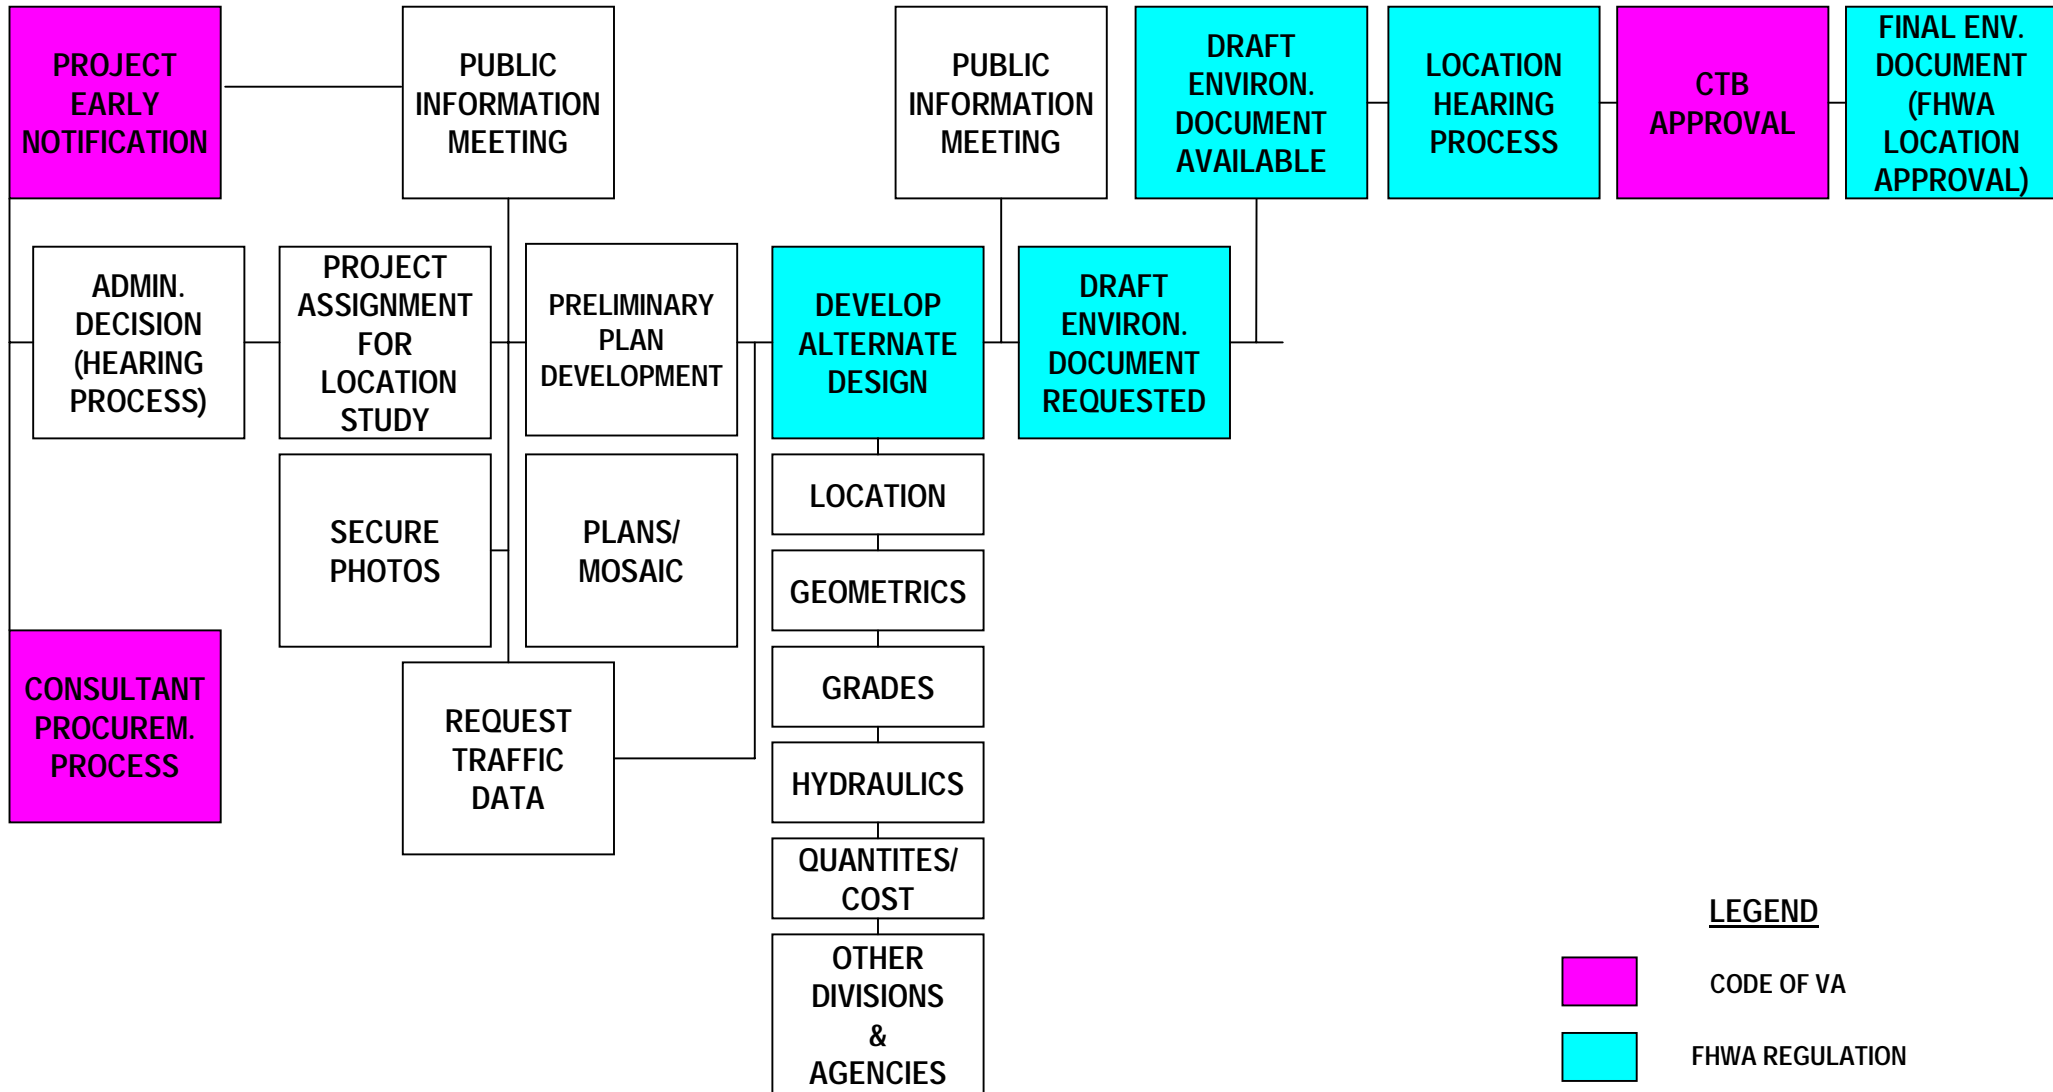 PROJECT
EARLY
NOTIFICATION
PUBLIC
INFORMATION
MEETING
PUBLIC
INFORMATION
MEETING
DRAFT
ENVIRON.
DOCUMENT
AVAILABLE
LOCATION
HEARING
PROCESS
CTB
APPROVAL
FINAL ENV.
DOCUMENT
(FHWA
LOCATION
APPROVAL)
ADMIN.
DECISION
(HEARING
PROCESS)
PROJECT
ASSIGNMENT
FOR
LOCATION
STUDY
PRELIMINARY
PLAN
DEVELOPMENT
DEVELOP
ALTERNATE
DESIGN
DRAFT
ENVIRON.
DOCUMENT
REQUESTED
SECURE
PHOTOS
PLANS/
MOSAIC
LOCATION
GEOMETRICS
CONSULTANT
PROCUREM.
PROCESS
REQUEST
TRAFFIC
DATA
GRADES
HYDRAULICS
QUANTITES/
COST
OTHER
DIVISIONS
&
AGENCIES
LEGEND
CODE OF VA
FHWA REGULATION